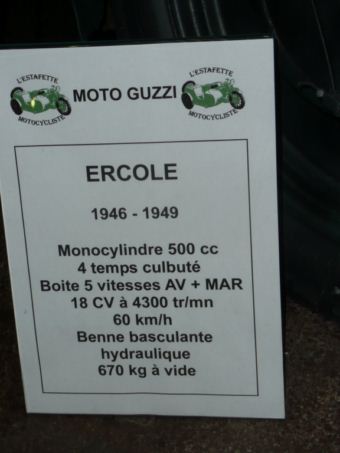 L'ESTAFETTE
MOTOCYCLISTE
MOTO GUZZI
L'ESTAFETTE
MOTOCYCLISTE
ERCOLE
1946 - 1949
Monocylindre 500 cc
4 temps culbuté
Boite 5 vitesses AV + MAR
18 CV à 4300 tr/mn
60 km/h
Benne basculante
hydraulique
670 kg à vide